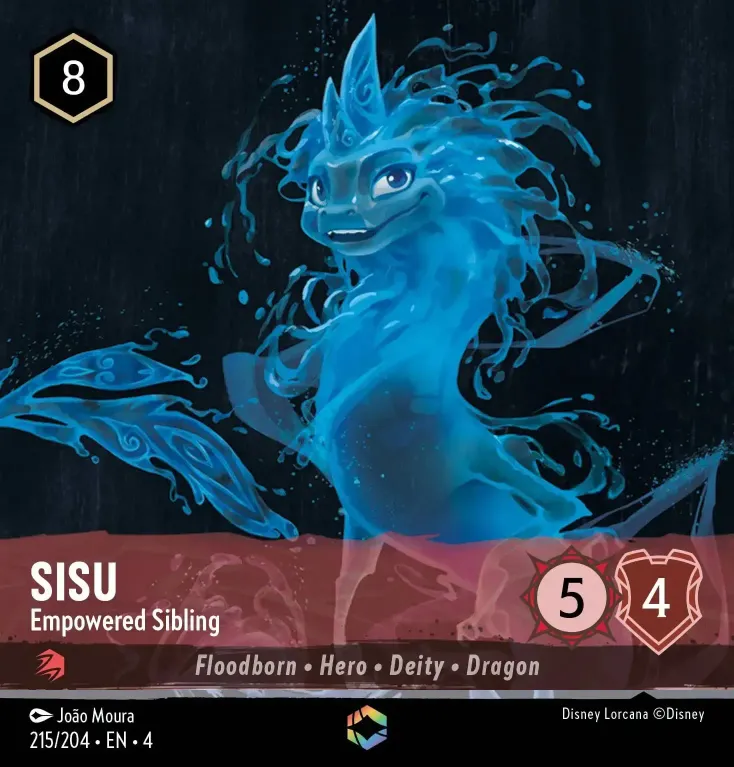 8
SISU
Empowered Sibling
5
4
Floodborn • Hero • Deity • Dragon
João Moura
Disney Lorcana ©Disney
215/204 • EN • 4